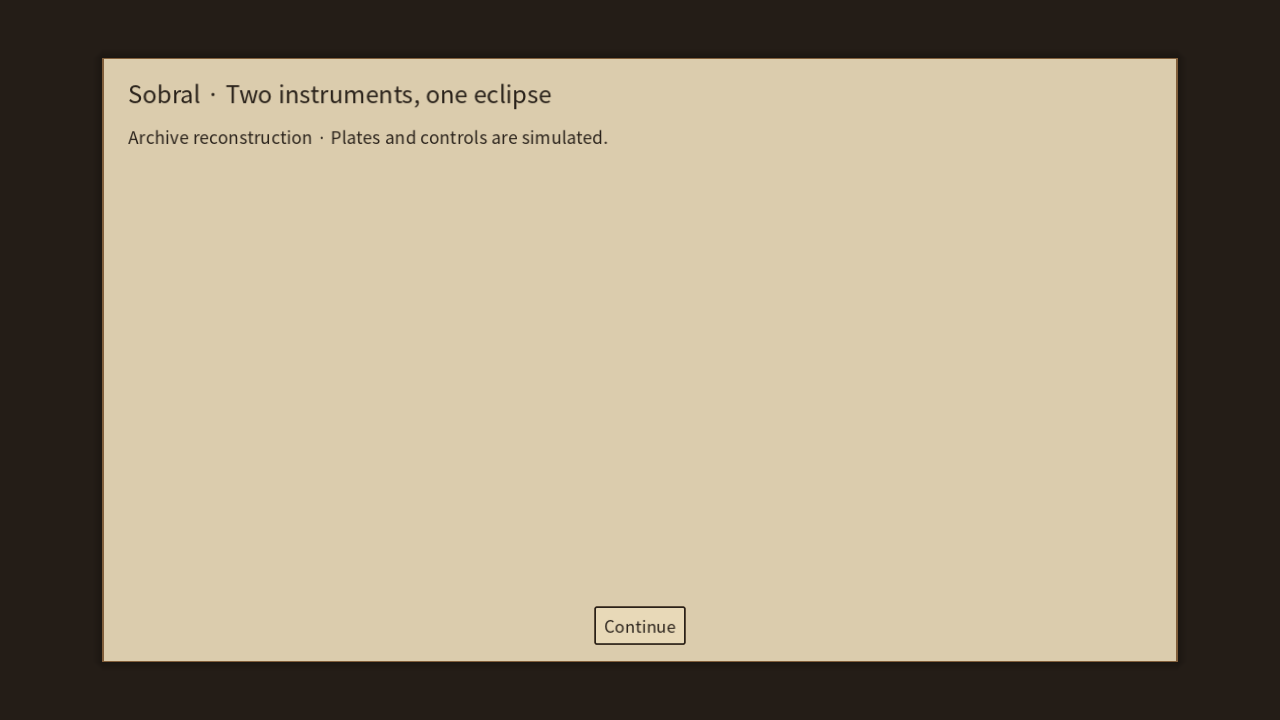 Sobral · Two instruments, one eclipse
Archive reconstruction · Plates and controls are simulated.
Continue